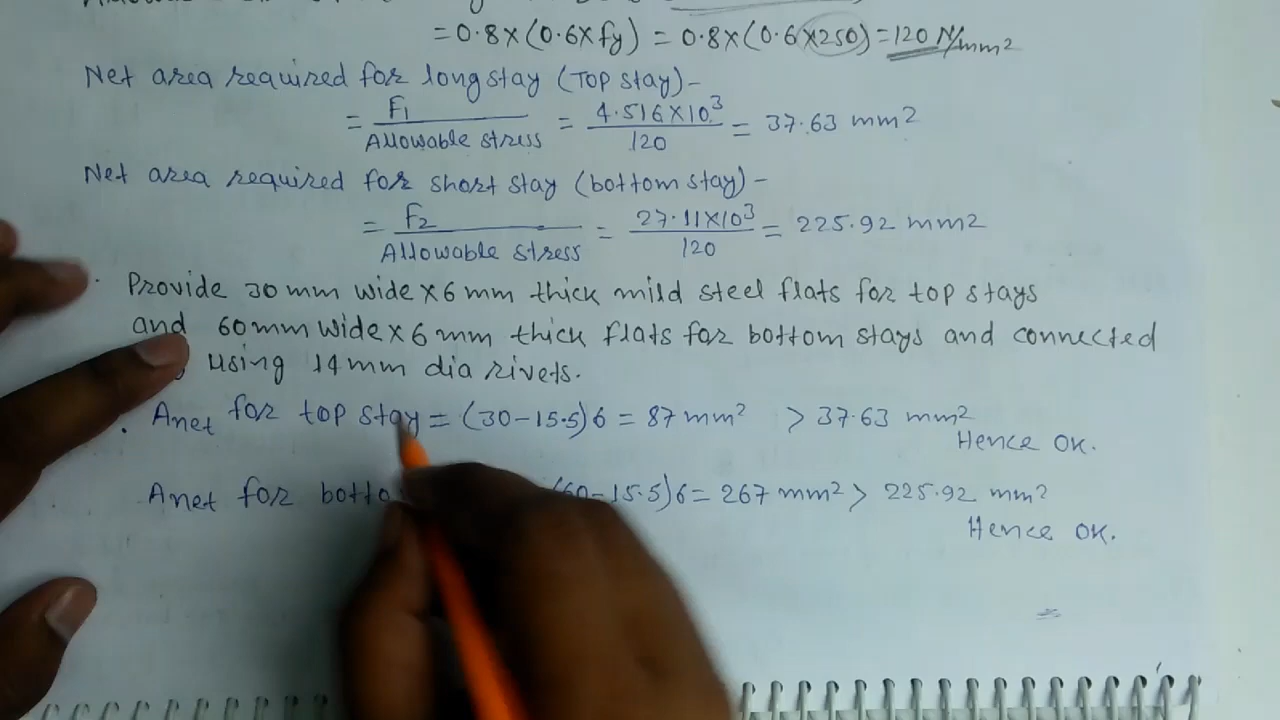 = 0.8 × (0.6 × fy) = 0.8 × (0.6 × 250) = 120 N/mm²
Net area required for long stay (Top stay) -
= F₁ / Allowable stress = 4.516 × 10³ / 120 = 37.63 mm²
Net area required for short stay (bottom stay) -
= F₂ / Allowable stress = 27.11 × 10³ / 120 = 225.92 mm²
Provide 30 mm wide × 6 mm thick mild steel flats for top stays
and 60 mm wide × 6 mm thick flats for bottom stays and connected
using 14 mm dia rivets.
Anet for top stay = (30 - 15.5) 6 = 87 mm² > 37.63 mm²
Hence OK.
Anet for botto 60 - 15.5) 6 = 267 mm² > 225.92 mm²
Hence OK.